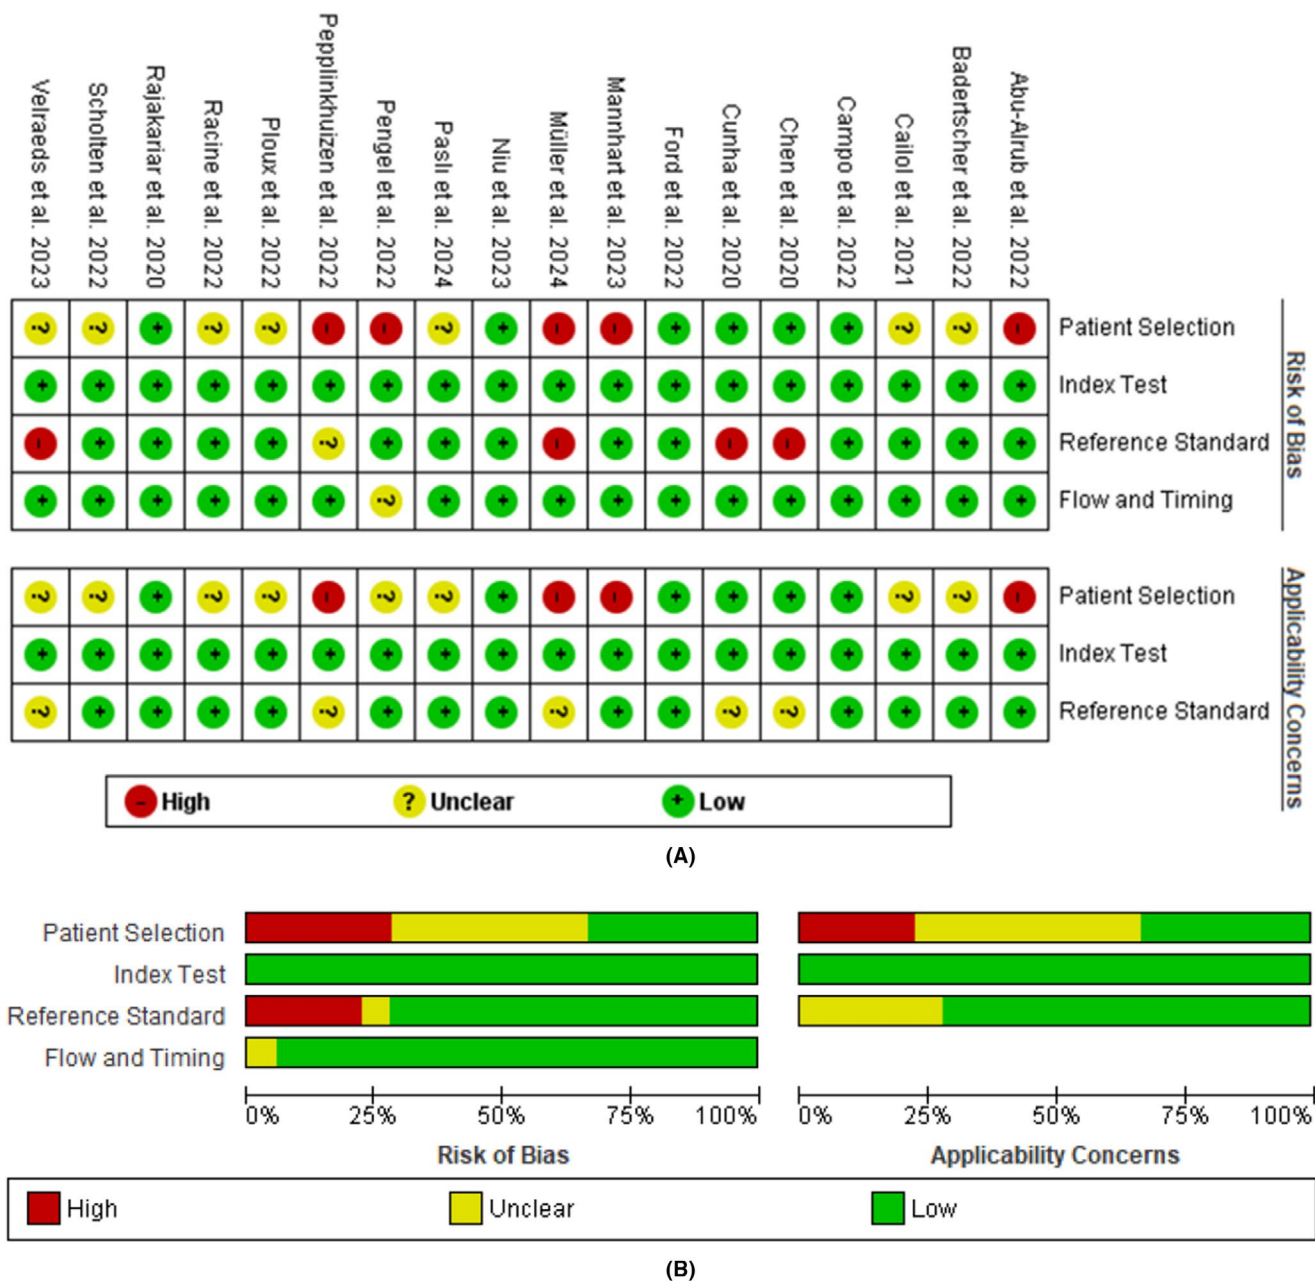 Velraeds et al. 2023
Scholten et al. 2022
Rajakariar et al. 2020
Racine et al. 2022
Ploux et al. 2022
Pepplinkhuizen et al. 2022
Pengel et al. 2022
Pasli et al. 2024
Niu et al. 2023
Müller et al. 2024
Mannhart et al. 2023
Ford et al. 2022
Cunha et al. 2020
Chen et al. 2020
Campo et al. 2022
Cailol et al. 2021
Badertscher et al. 2022
Abu-Alrub et al. 2022
? ? + ? ? – – ? + – – + + + + ? ? – Patient Selection
+ + + + + + + + + + + + + + + + + + Index Test
– + + + + ? + + + – + + – – + + + + Reference Standard
+ + + + + + ? + + + + + + + + + + + Flow and Timing
Risk of Bias
? ? + ? ? – ? ? + – – + + + + ? ? – Patient Selection
+ + + + + + + + + + + + + + + + + + Index Test
? + + + + ? + + + ? + + ? ? + + + + Reference Standard
Applicability Concerns
– High ? Unclear + Low
(A)
Patient Selection
Index Test
Reference Standard
Flow and Timing
0% 25% 50% 75% 100% 0% 25% 50% 75% 100%
Risk of Bias Applicability Concerns
High Unclear Low
(B)